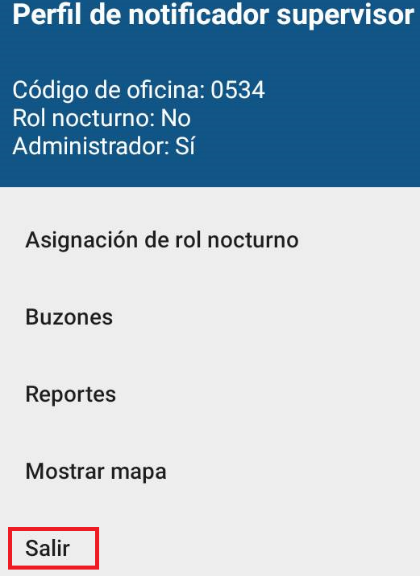 Perfil de notificador supervisor
Código de oficina: 0534
Rol nocturno: No
Administrador: Sí
Asignación de rol nocturno
Buzones
Reportes
Mostrar mapa
Salir